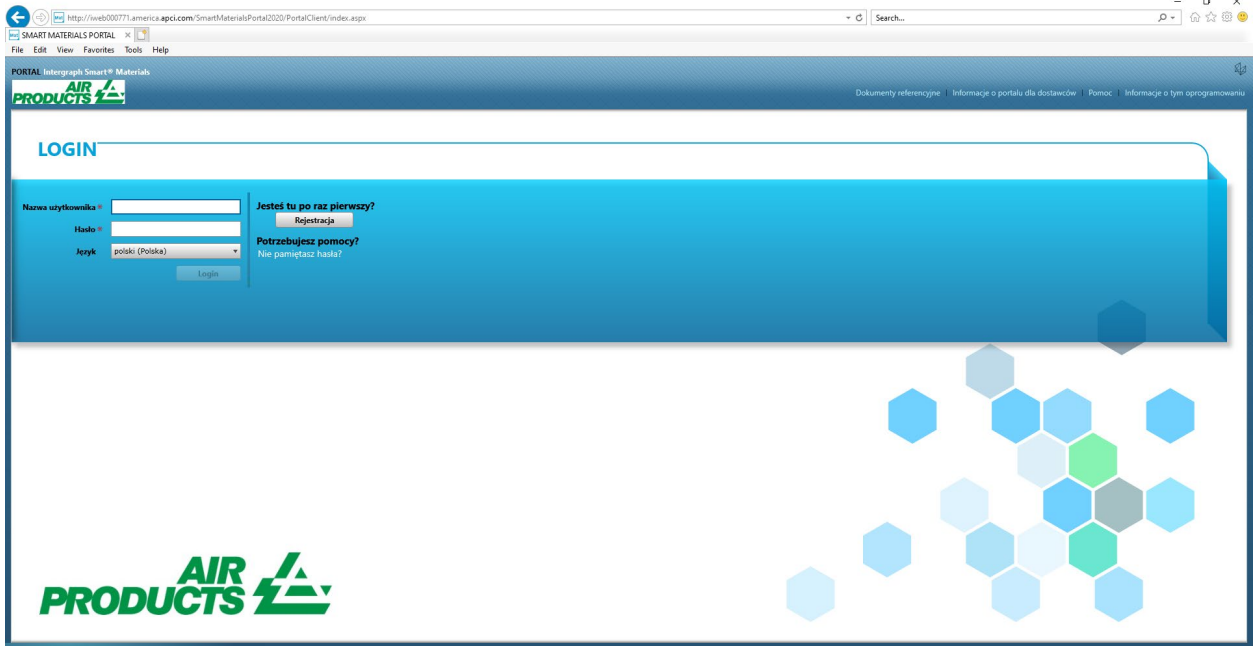 http://iweb000771.america.apci.com/SmartMaterialsPortal2020/PortalClient/index.aspx
Search...
SMART MATERIALS PORTAL
File Edit View Favorites Tools Help
PORTAL Intergraph Smart® Materials
AIR
PRODUCTS
Dokumenty referencyjne | Informacje o portalu dla dostawców | Pomoc | Informacje o tym oprogramowaniu
LOGIN
Nazwa użytkownika *
Hasło *
Język polski (Polska)
Login
Jesteś tu po raz pierwszy?
Rejestracja
Potrzebujesz pomocy?
Nie pamiętasz hasła?
AIR
PRODUCTS